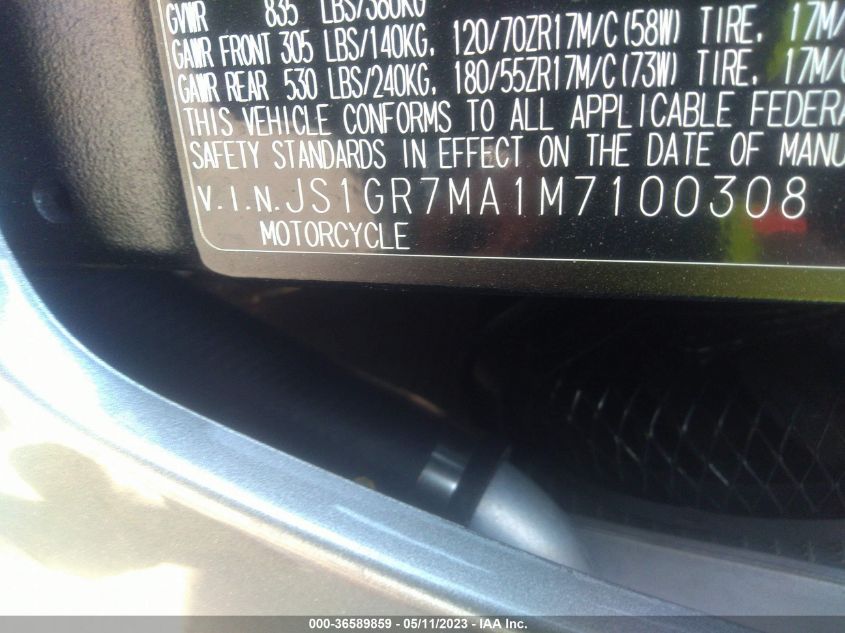 GVWR 835 LBS/380KG
GAWR FRONT 305 LBS/140KG, 120/70ZR17M/C(58W) TIRE, 17M/
GAWR REAR 530 LBS/240KG, 180/55ZR17M/C(73W) TIRE, 17M/C
THIS VEHICLE CONFORMS TO ALL APPLICABLE FEDERA
SAFETY STANDARDS IN EFFECT ON THE DATE OF MANU
V.I.N. JS1GR7MA1M7100308
MOTORCYCLE
000-36589859 - 05/11/2023 - IAA Inc.